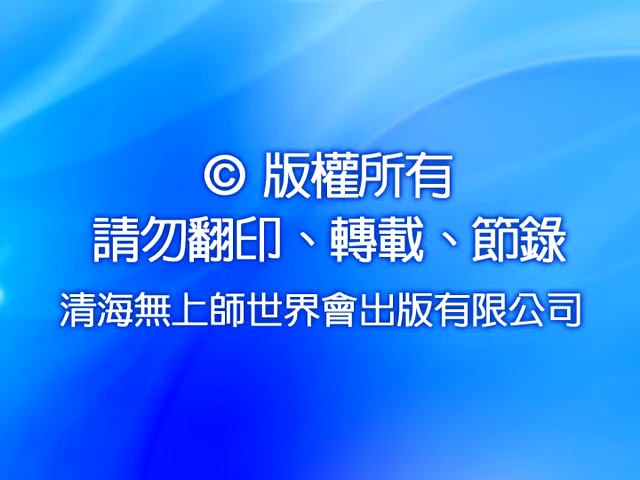 © 版權所有
請勿翻印、轉載、節錄
清海無上師世界會出版有限公司